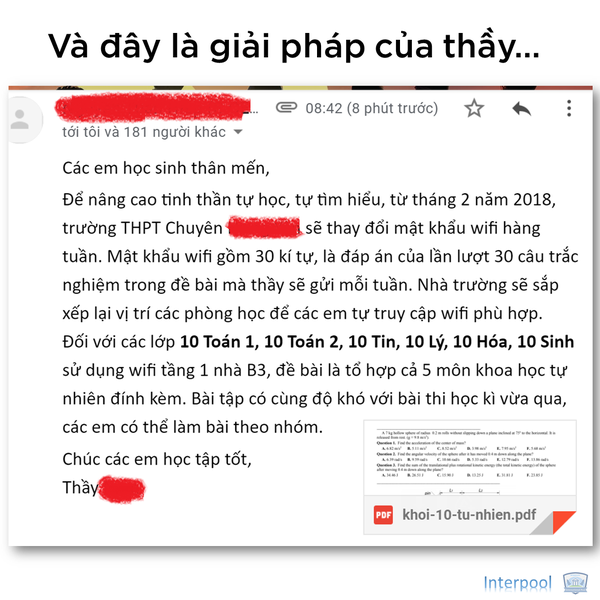 Và đây là giải pháp của thầy...
...
08:42 (8 phút trước)
tới tôi và 181 người khác
Các em học sinh thân mến,
Để nâng cao tinh thần tự học, tự tìm hiểu, từ tháng 2 năm 2018,
trường THPT Chuyên sẽ thay đổi mật khẩu wifi hàng
tuần. Mật khẩu wifi gồm 30 kí tự, là đáp án của lần lượt 30 câu trắc
nghiệm trong đề bài mà thầy sẽ gửi mỗi tuần. Nhà trường sẽ sắp
xếp lại vị trí các phòng học để các em tự truy cập wifi phù hợp.
Đối với các lớp 10 Toán 1, 10 Toán 2, 10 Tin, 10 Lý, 10 Hóa, 10 Sinh
sử dụng wifi tầng 1 nhà B3, đề bài là tổ hợp cả 5 môn khoa học tự
nhiên đính kèm. Bài tập có cùng độ khó với bài thi học kì vừa qua,
các em có thể làm bài theo nhóm.
Chúc các em học tập tốt,
Thầy
PDF khoi-10-tu-nhien.pdf
Interpool